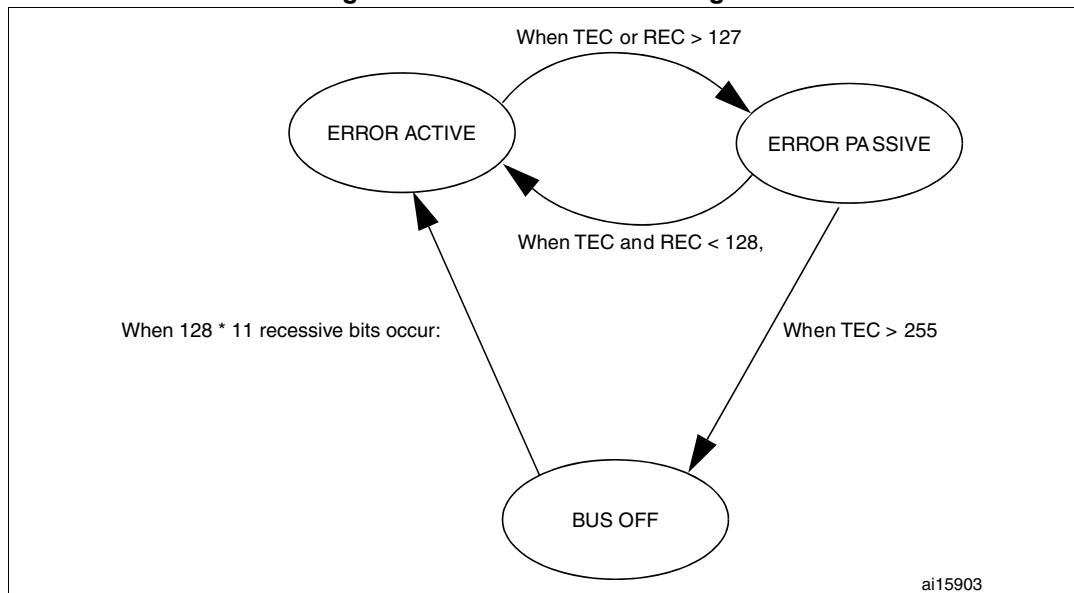 When TEC or REC > 127
ERROR ACTIVE
ERROR PASSIVE
When TEC and REC < 128,
When 128 * 11 recessive bits occur:
When TEC > 255
BUS OFF
ai15903